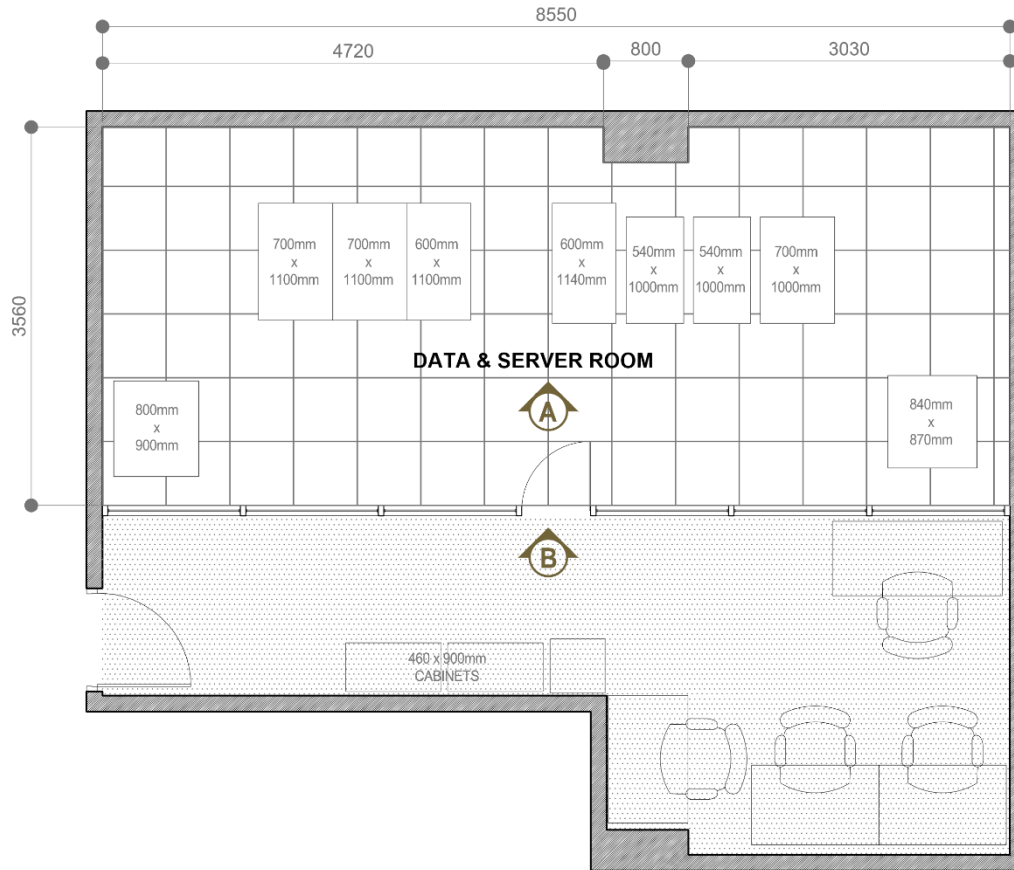 8550
4720
800
3030
3560
700mm
x
1100mm
700mm
x
1100mm
600mm
x
1100mm
600mm
x
1140mm
540mm
x
1000mm
540mm
x
1000mm
700mm
x
1000mm
DATA & SERVER ROOM
800mm
x
900mm
A
840mm
x
870mm
B
460 x 900mm
CABINETS